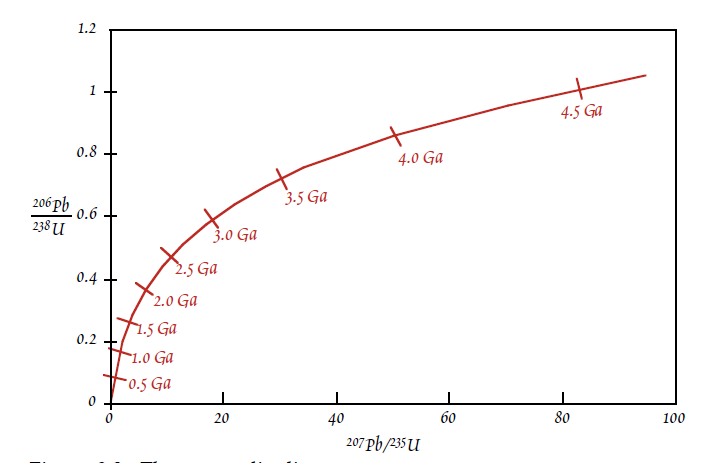 1.2
1
0.8
0.6
0.4
0.2
0
²⁰⁶Pb
²³⁸U
4.5 Ga
4.0 Ga
3.5 Ga
3.0 Ga
2.5 Ga
2.0 Ga
1.5 Ga
1.0 Ga
0.5 Ga
0 20 40 60 80 100
²⁰⁷Pb/²³⁵U